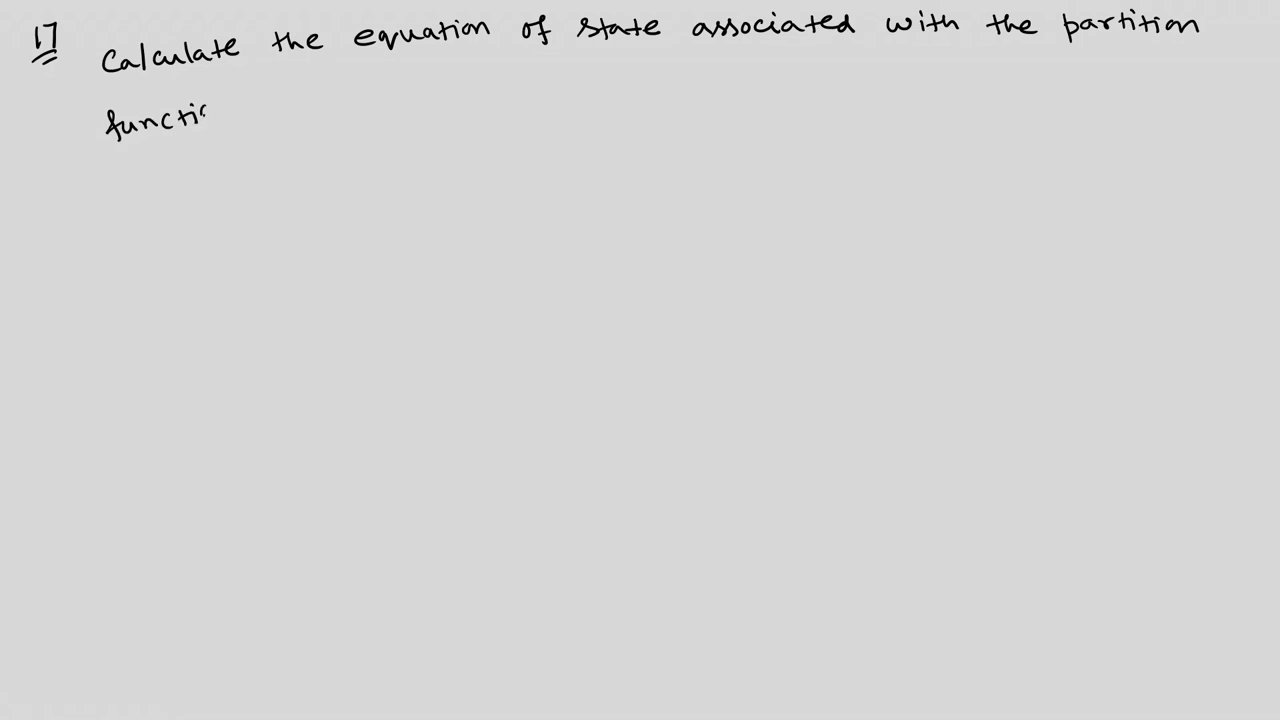 17 Calculate the equation of state associated with the partition
functi